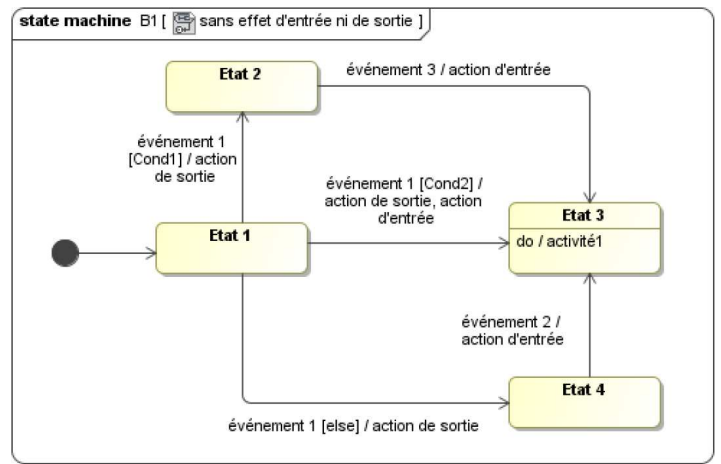 state machine B1 [ sans effet d'entrée ni de sortie ]
Etat 2
événement 3 / action d'entrée
événement 1
[Cond1] / action
de sortie
événement 1 [Cond2] /
action de sortie, action
d'entrée
Etat 1
Etat 3
do / activité1
événement 2 /
action d'entrée
Etat 4
événement 1 [else] / action de sortie